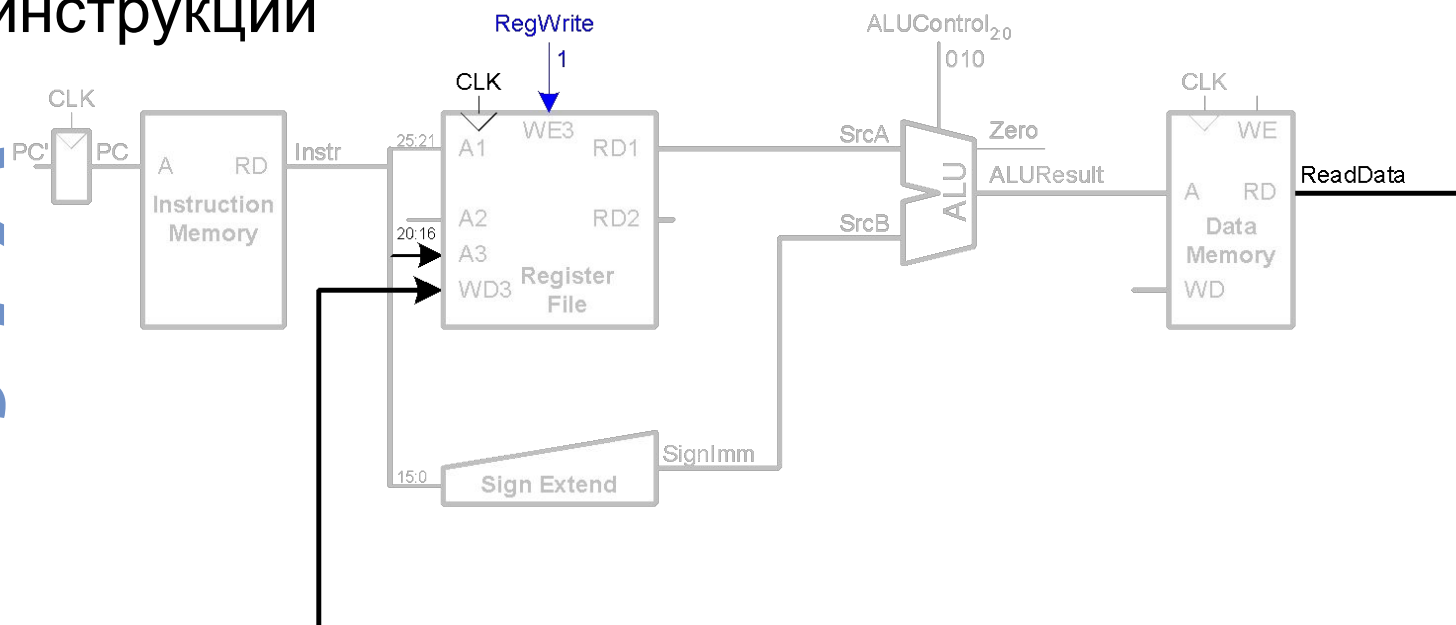 инструкции
RegWrite
1
ALUControl2:0
010
CLK
CLK
CLK
PC'
PC
A
RD
Instruction
Memory
Instr
25:21
A1
WE3
RD1
A2
RD2
20:16
A3
WD3
Register
File
SrcA
SrcB
ALU
Zero
ALUResult
WE
A
RD
Data
Memory
WD
ReadData
15:0
Sign Extend
SignImm